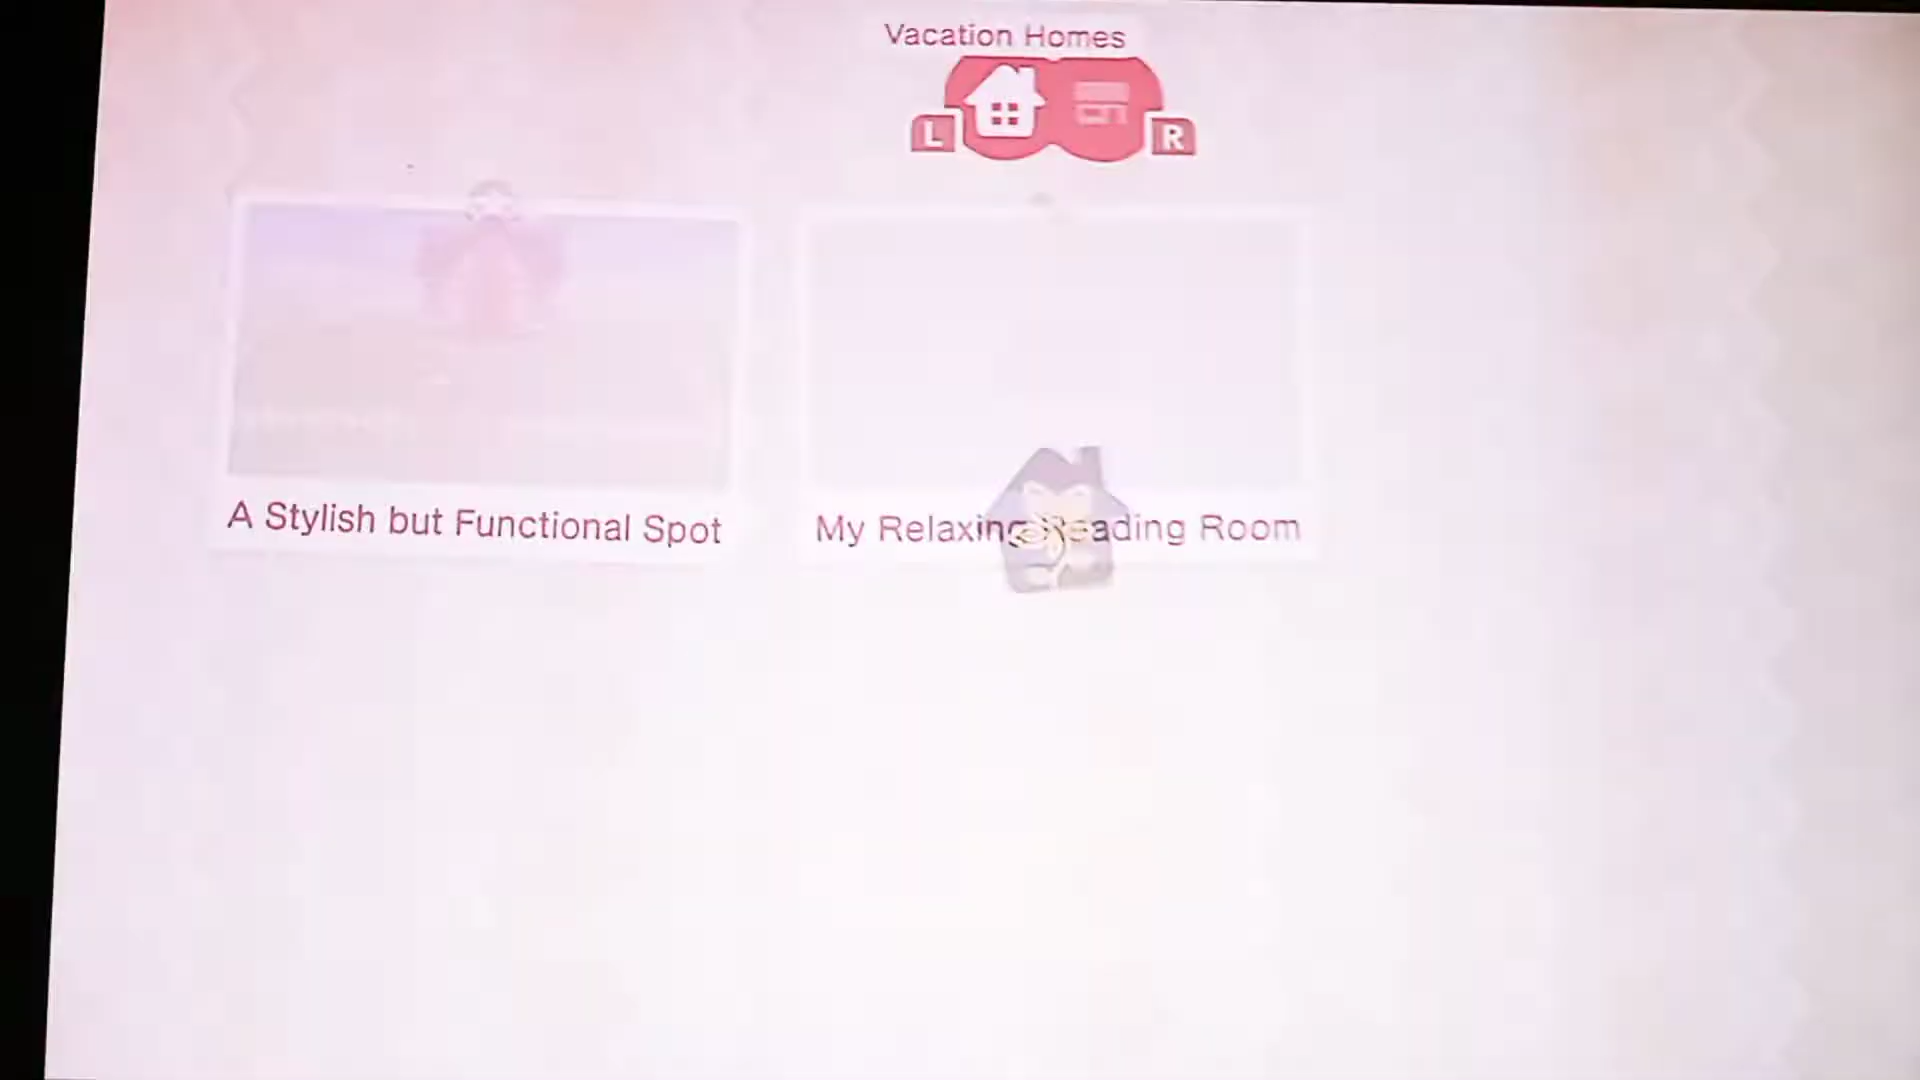 Vacation Homes
L
R
A Stylish but Functional Spot
My Relaxing Reading Room